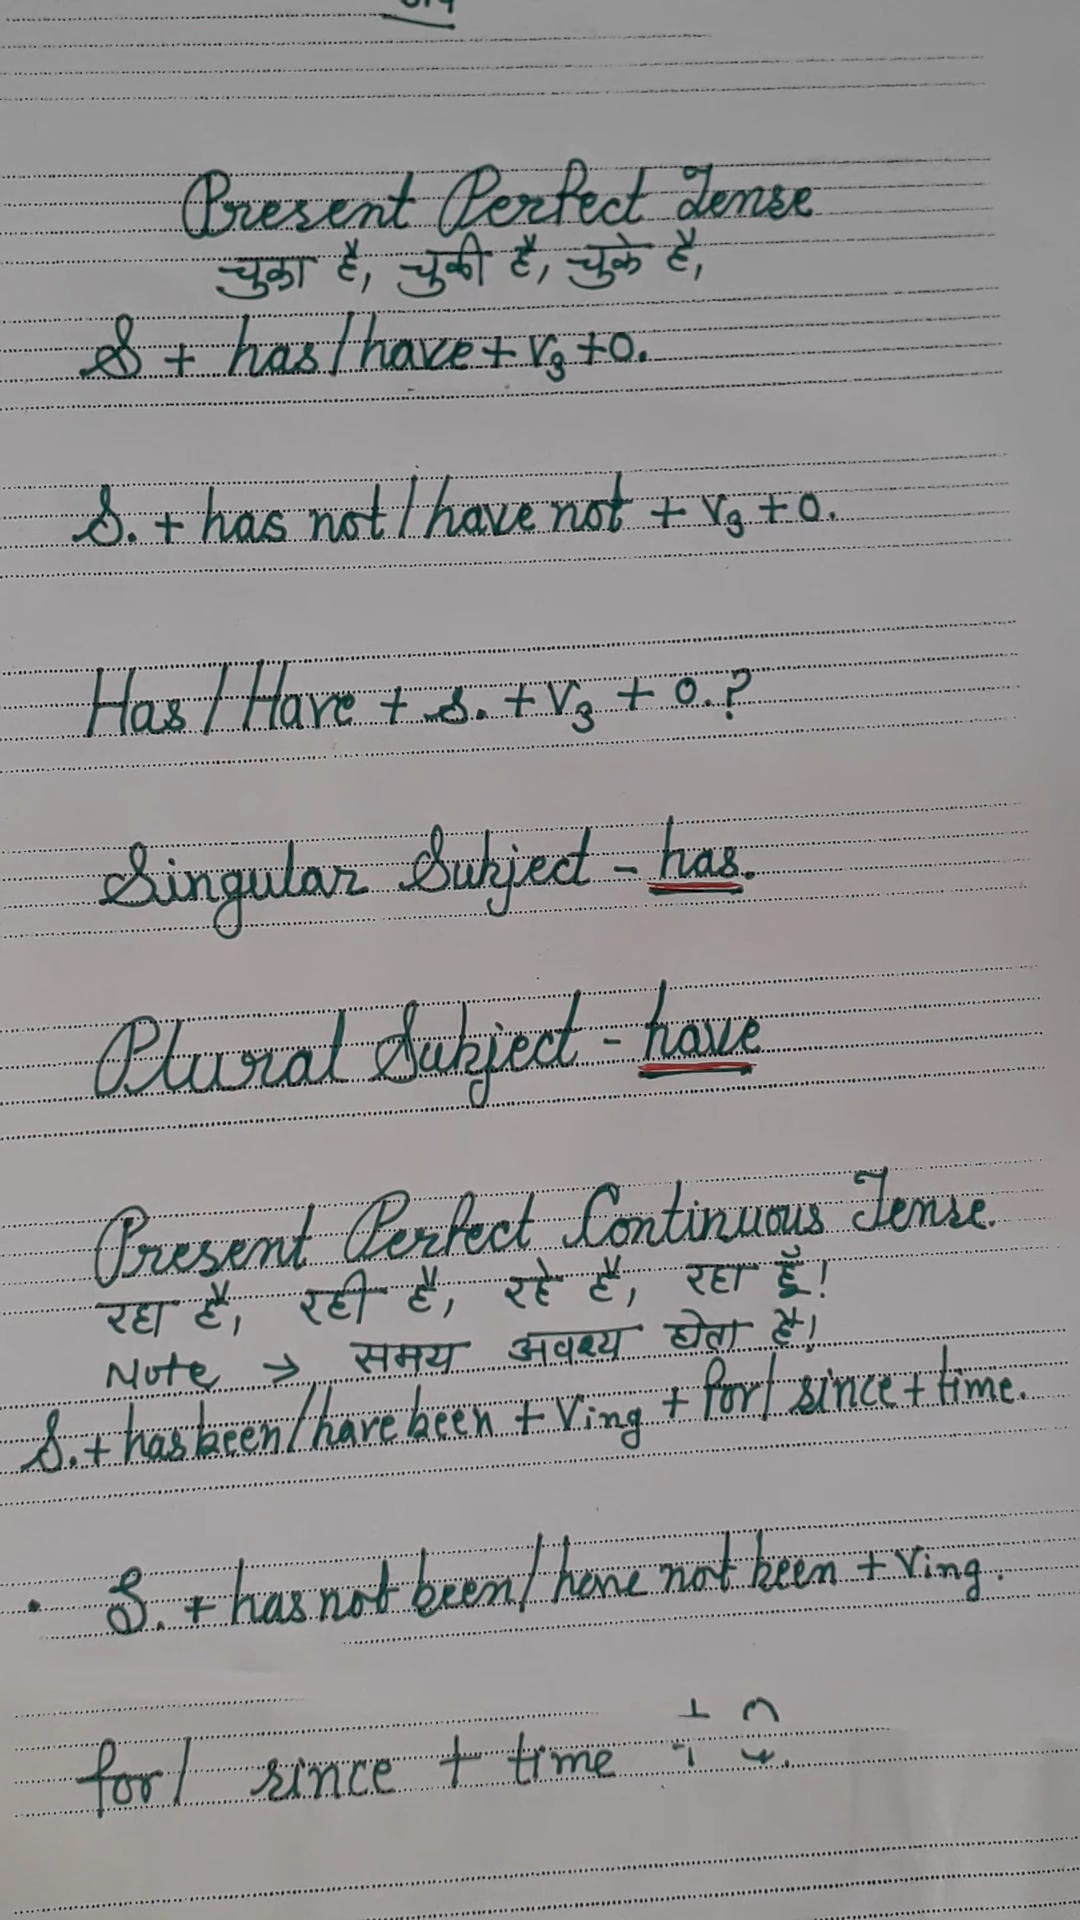 Present Perfect Tense
चुका है, चुकी है, चुके है,
S + has/have + V3 + O.
S. + has not/have not + V3 + O.
Has/Have + S. + V3 + O.?
Singular Subject - has.
Plural Subject - have
Present Perfect Continuous Tense.
रहा है, रही है, रहे है, रहा हूँ!
Note → समय अवश्य होता है!
S. + has been/have been + Ving + for/ since + time.
S. + has not been/have not been + Ving.
for/ since + time